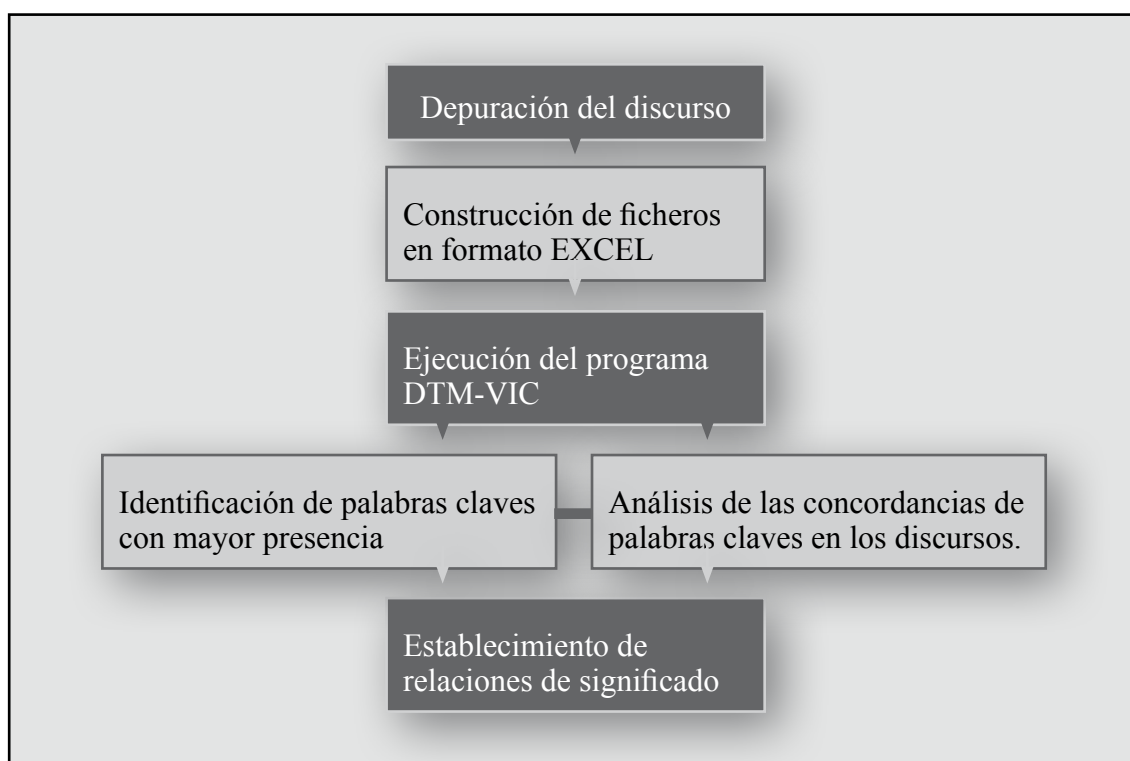 Depuración del discurso
Construcción de ficheros
en formato EXCEL
Ejecución del programa
DTM-VIC
Identificación de palabras claves
con mayor presencia
Análisis de las concordancias de
palabras claves en los discursos.
Establecimiento de
relaciones de significado